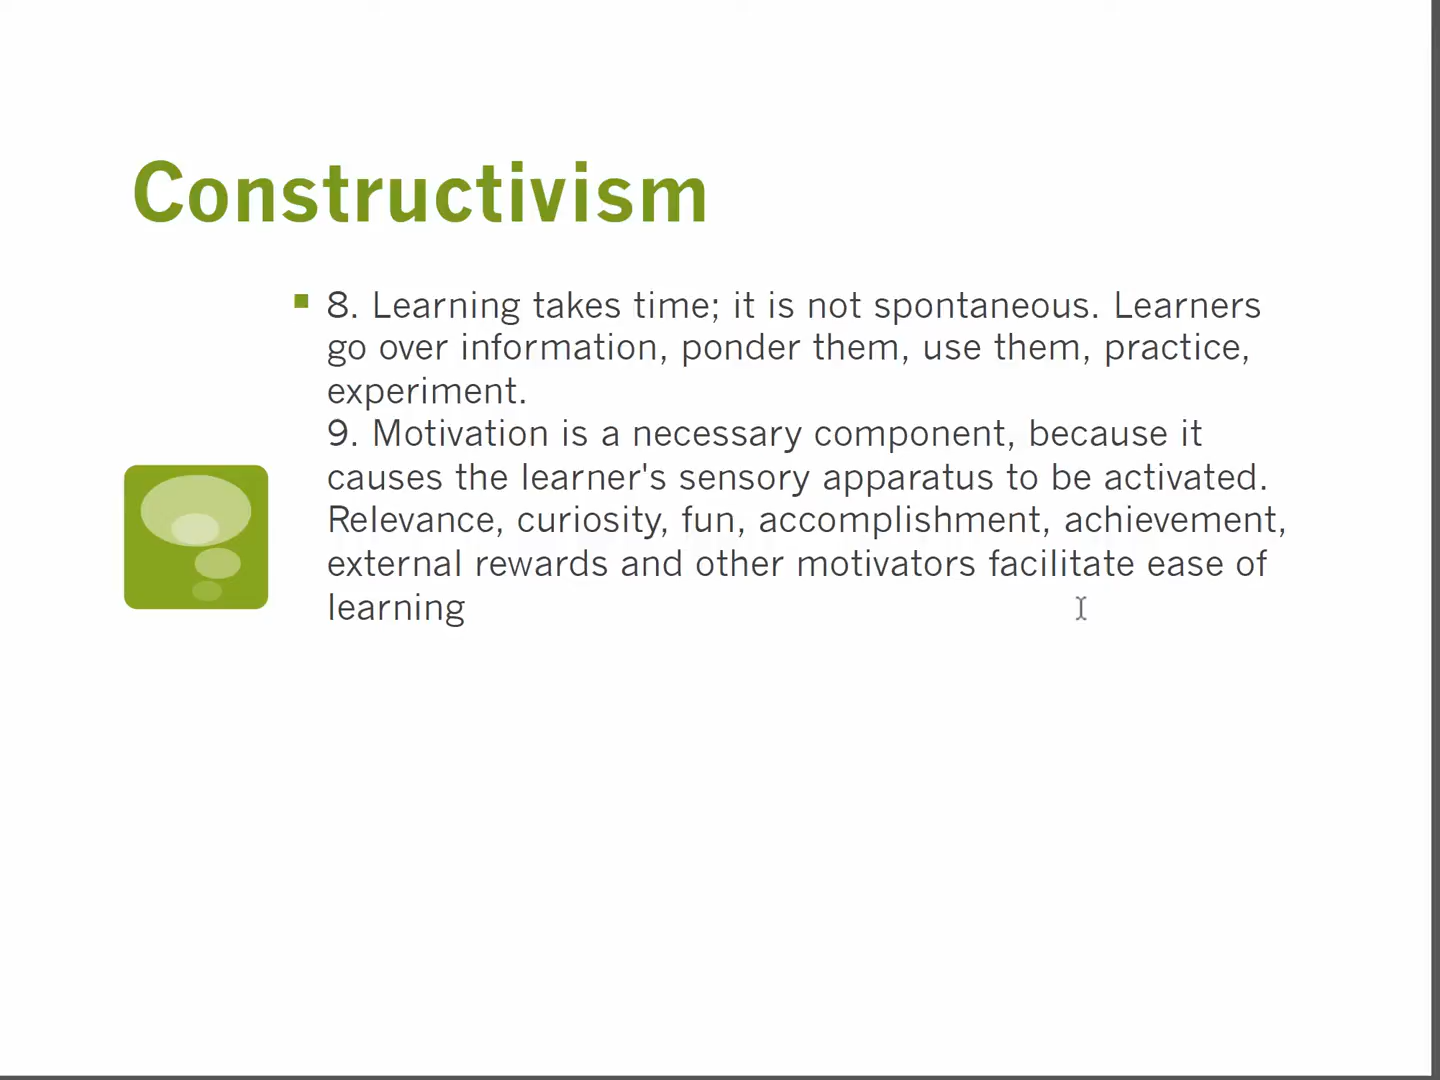 Constructivism
8. Learning takes time; it is not spontaneous. Learners
go over information, ponder them, use them, practice,
experiment.
9. Motivation is a necessary component, because it
causes the learner's sensory apparatus to be activated.
Relevance, curiosity, fun, accomplishment, achievement,
external rewards and other motivators facilitate ease of
learning